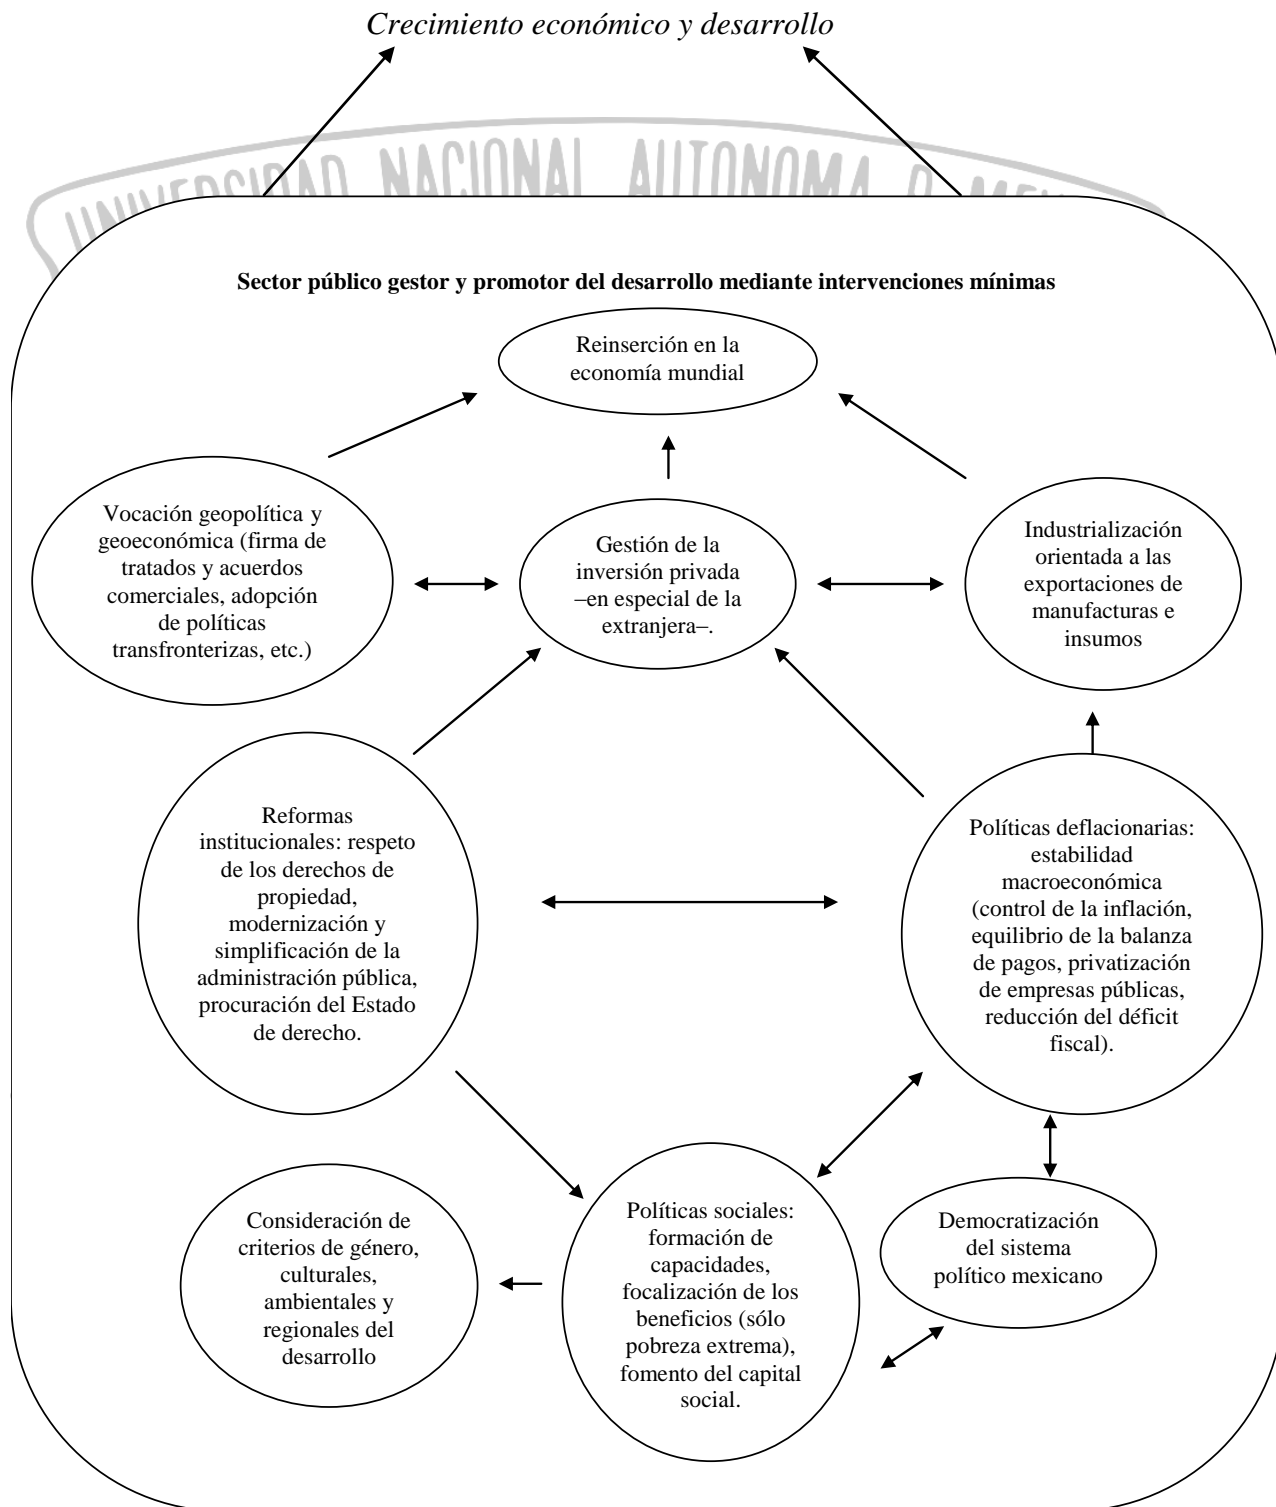 Crecimiento económico y desarrollo
UNIVERSIDAD NACIONAL AUTONOMA
Sector público gestor y promotor del desarrollo mediante intervenciones mínimas
Reinserción en la
economía mundial
Vocación geopolítica y
geoeconómica (firma de
tratados y acuerdos
comerciales, adopción
de políticas
transfronterizas, etc.)
Gestión de la
inversión privada
–en especial de la
extranjera–.
Industrialización
orientada a las
exportaciones de
manufacturas e
insumos
Reformas
institucionales: respeto
de los derechos de
propiedad,
modernización y
simplificación de la
administración pública,
procuración del Estado
de derecho.
Políticas deflacionarias:
estabilidad
macroeconómica
(control de la inflación,
equilibrio de la balanza
de pagos, privatización
de empresas públicas,
reducción del déficit
fiscal).
Consideración de
criterios de género,
culturales,
ambientales y
regionales del
desarrollo
Políticas sociales:
formación de
capacidades,
focalización de los
beneficios (sólo
pobreza extrema),
fomento del capital
social.
Democratización
del sistema
político mexicano